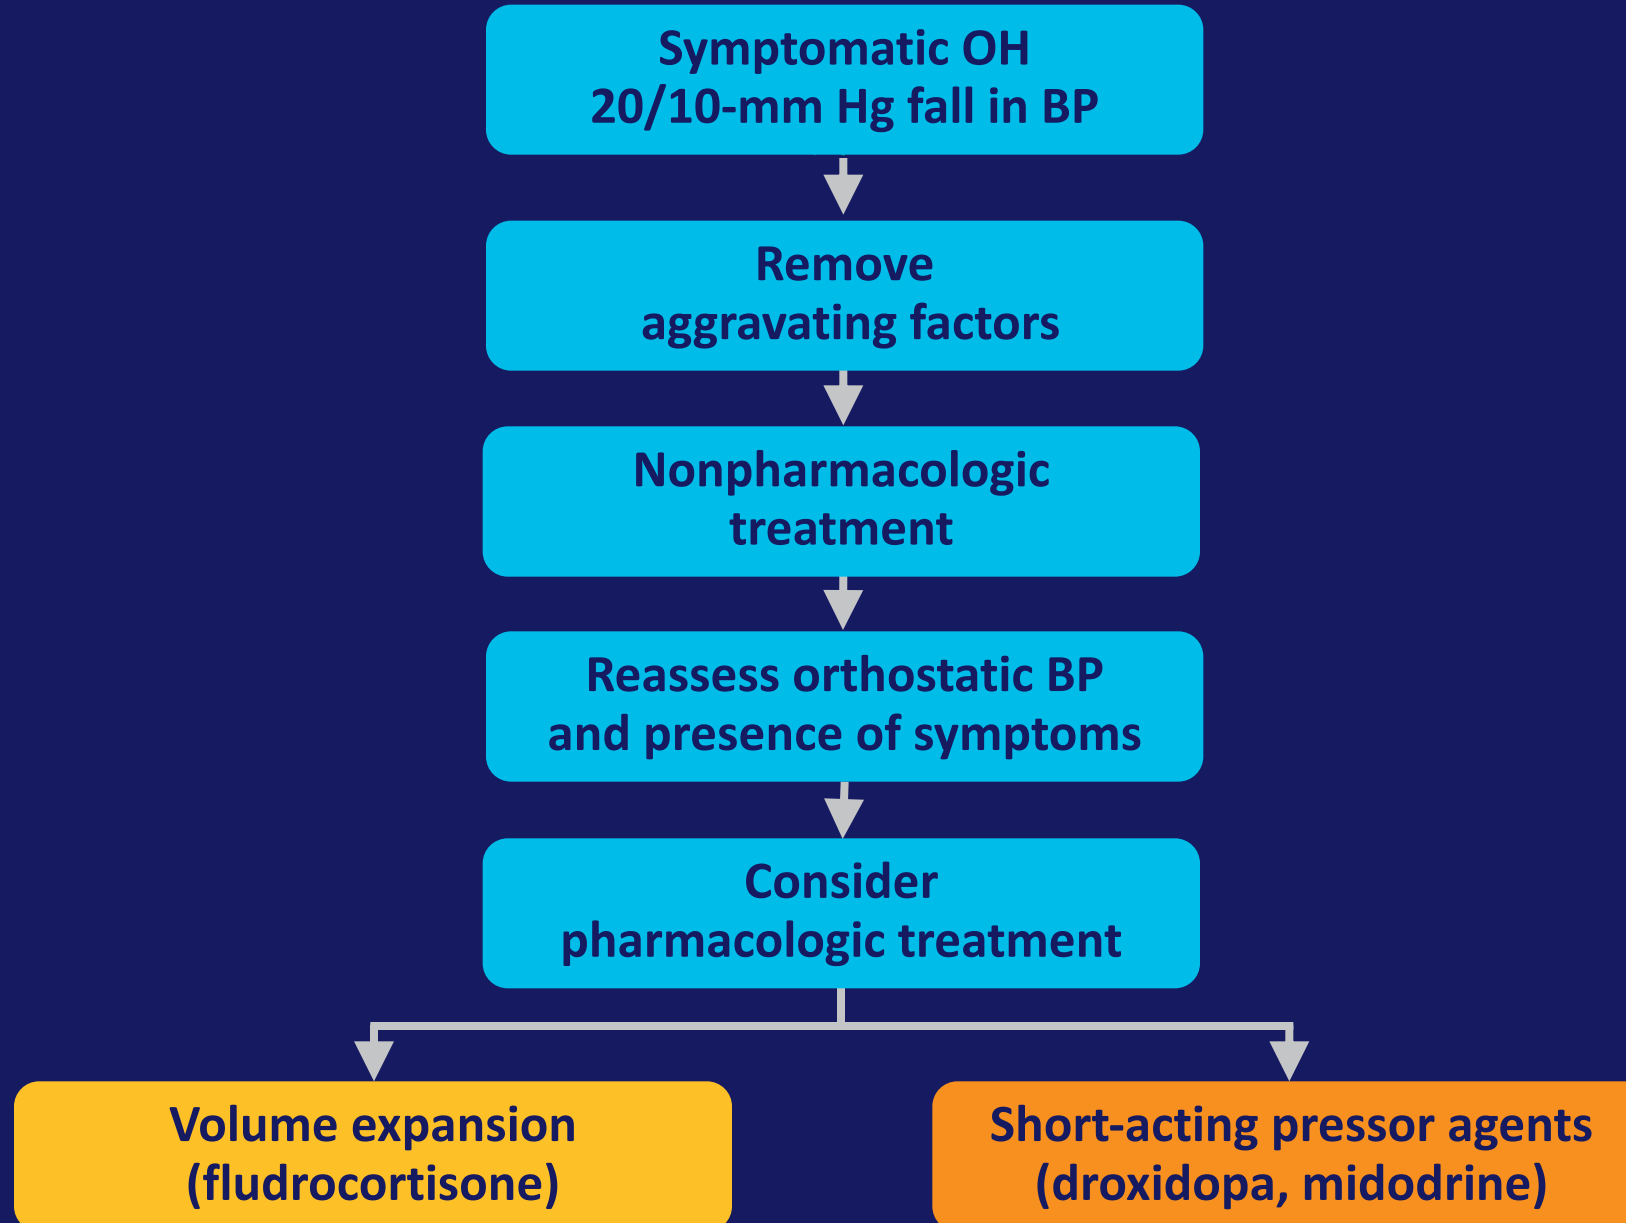 Symptomatic OH
20/10-mm Hg fall in BP
Remove
aggravating factors
Nonpharmacologic
treatment
Reassess orthostatic BP
and presence of symptoms
Consider
pharmacologic treatment
Volume expansion
(fludrocortisone)
Short-acting pressor agents
(droxidopa, midodrine)